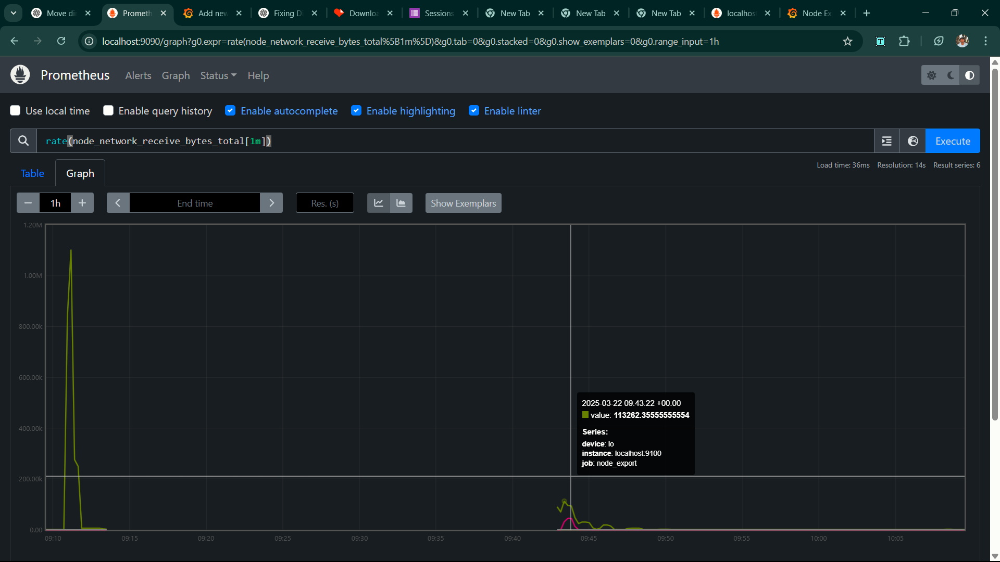 Move di
Prometh
Add new
Fixing D
Downloa
Sessions
New Tab
New Tab
New Tab
localhos
Node Ex
localhost:9090/graph?g0.expr=rate(node_network_receive_bytes_total%5B1m%5D)&g0.tab=0&g0.stacked=0&g0.show_exemplars=0&g0.range_input=1h
Prometheus Alerts Graph Status Help
Use local time Enable query history Enable autocomplete Enable highlighting Enable linter
rate(node_network_receive_bytes_total[1m]) Execute
Table Graph
Load time: 36ms Resolution: 14s Result series: 6
1h End time Res. (s) Show Exemplars
1.20M
1.00M
800.00k
600.00k
400.00k
200.00k
0.00
2025-03-22 09:43:22 +00:00
value: 113262.35555555554
Series:
device: lo
instance: localhost:9100
job: node_export
09:10 09:15 09:20 09:25 09:30 09:35 09:40 09:45 09:50 09:55 10:00 10:05